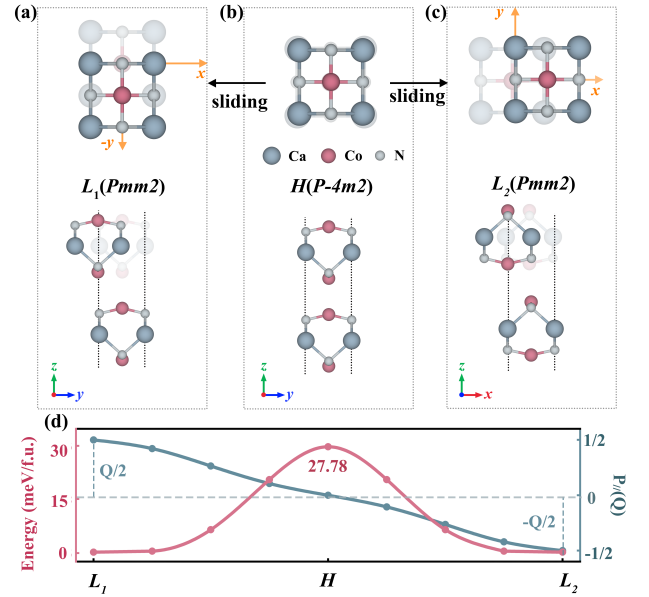 (a)
(b)
(c)
x
-y
sliding
sliding
y
x
Ca Co N
L₁(Pmm2)
H(P-4m2)
L₂(Pmm2)
z
y
z
y
z
x
(d)
Energy (meV/f.u.)
30
15
0
Q/2
27.78
-Q/2
1/2
0
-1/2
P//(Q)
L₁
H
L₂